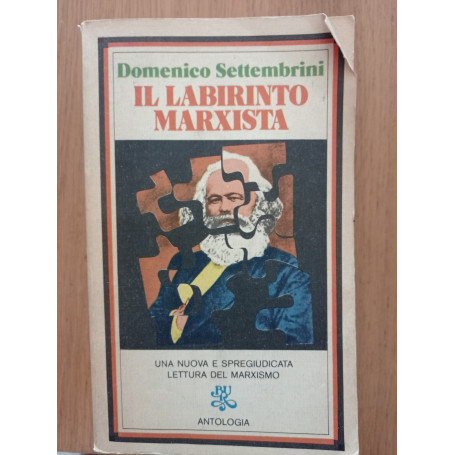 Domenico Settembrini
IL LABIRINTO
MARXISTA
UNA NUOVA E SPREGIUDICATA
LETTURA DEL MARXISMO
BUR
ANTOLOGIA